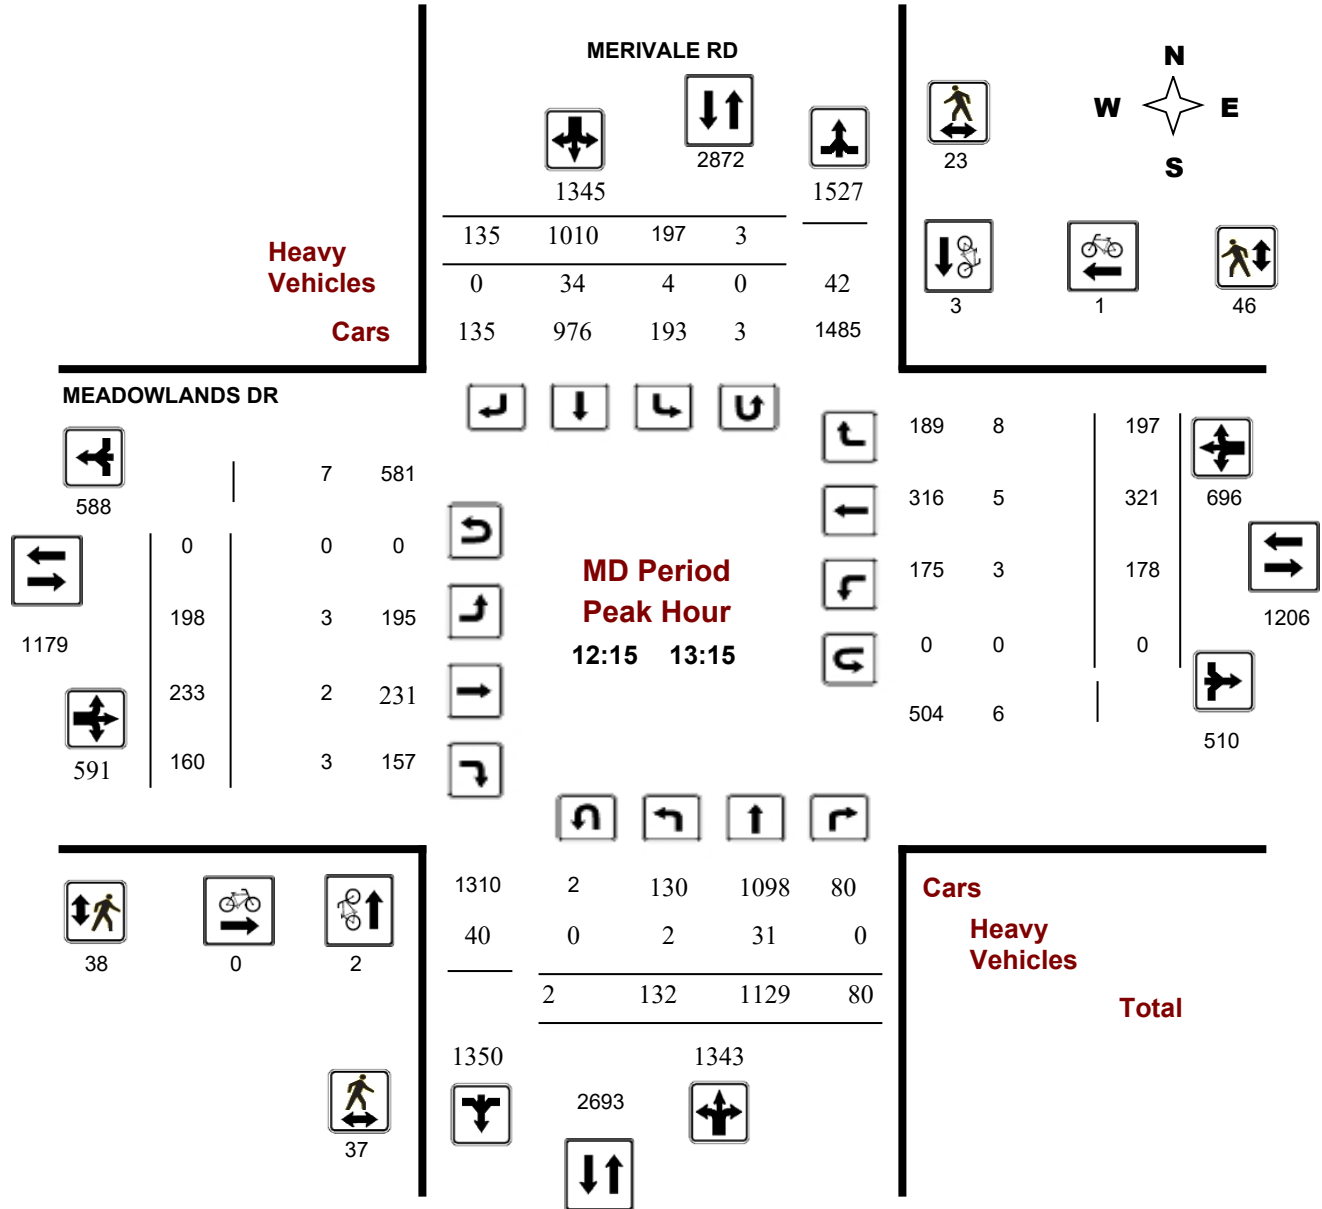 MERIVALE RD
N
W E
S
2872
23
1345 1527
135 1010 197 3
Heavy
Vehicles
0 34 4 0 42
3 1 46
Cars
135 976 193 3 1485
MEADOWLANDS DR
189 8 197
7 581
588
316 5 321 696
0 0 0
MD Period
175 3 178
Peak Hour
198 3 195
1179
1206
12:15 13:15
0 0 0
233 2 231
504 6
510
591
160 3 157
1310 2 130 1098 80
Cars
40 0 2 31 0
Heavy
Vehicles
38 0 2
2 132 1129 80
Total
1350 1343
2693
37